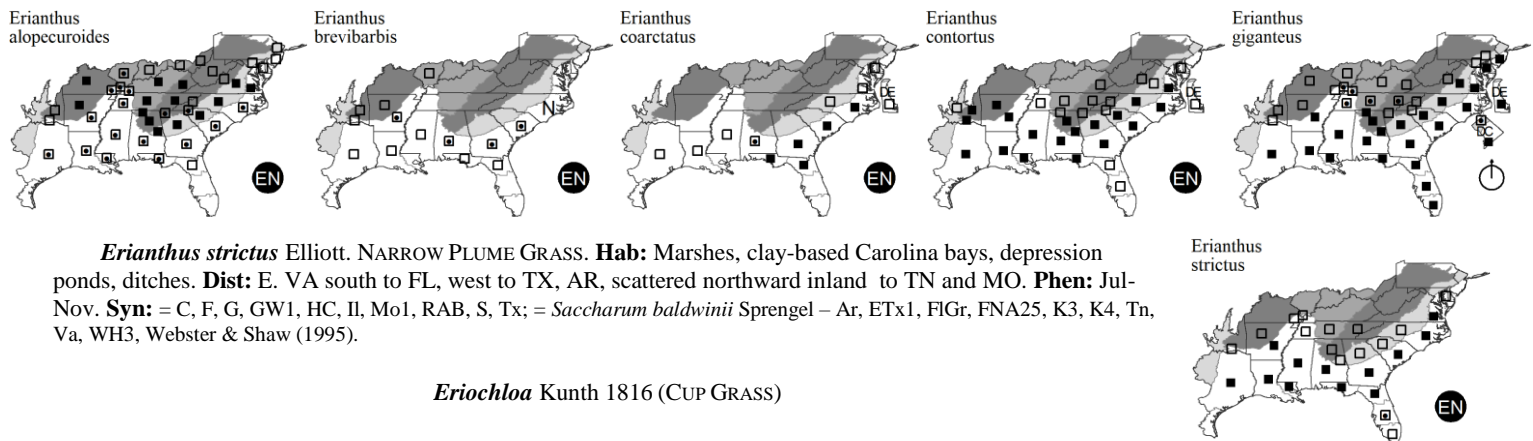 Erianthus
alopecuroides
EN
Erianthus
brevibarbis
N
EN
Erianthus
coarctatus
DE
EN
Erianthus
contortus
DE
EN
Erianthus
giganteus
DE
DC
Erianthus strictus Elliott. NARROW PLUME GRASS. Hab: Marshes, clay-based Carolina bays, depression
ponds, ditches. Dist: E. VA south to FL, west to TX, AR, scattered northward inland to TN and MO. Phen: Jul-
Nov. Syn: = C, F, G, GW1, HC, Il, Mo1, RAB, S, Tx; = Saccharum baldwinii Sprengel – Ar, ETx1, FlGr, FNA25, K3, K4, Tn,
Va, WH3, Webster & Shaw (1995).
Erianthus
strictus
EN
Eriochloa Kunth 1816 (CUP GRASS)